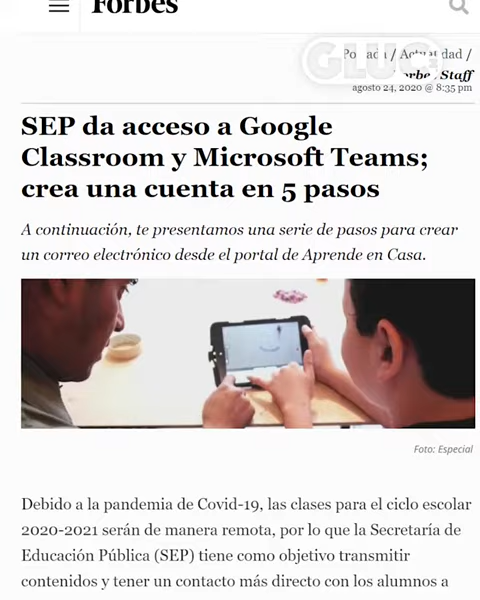 Forbes
Portada / Actualidad /
Forbes Staff
agosto 24, 2020 @ 8:35 pm
SEP da acceso a Google
Classroom y Microsoft Teams;
crea una cuenta en 5 pasos
A continuación, te presentamos una serie de pasos para crear
un correo electrónico desde el portal de Aprende en Casa.
Foto: Especial
Debido a la pandemia de Covid-19, las clases para el ciclo escolar
2020-2021 serán de manera remota, por lo que la Secretaría de
Educación Pública (SEP) tiene como objetivo transmitir
contenidos y tener un contacto más directo con los alumnos a